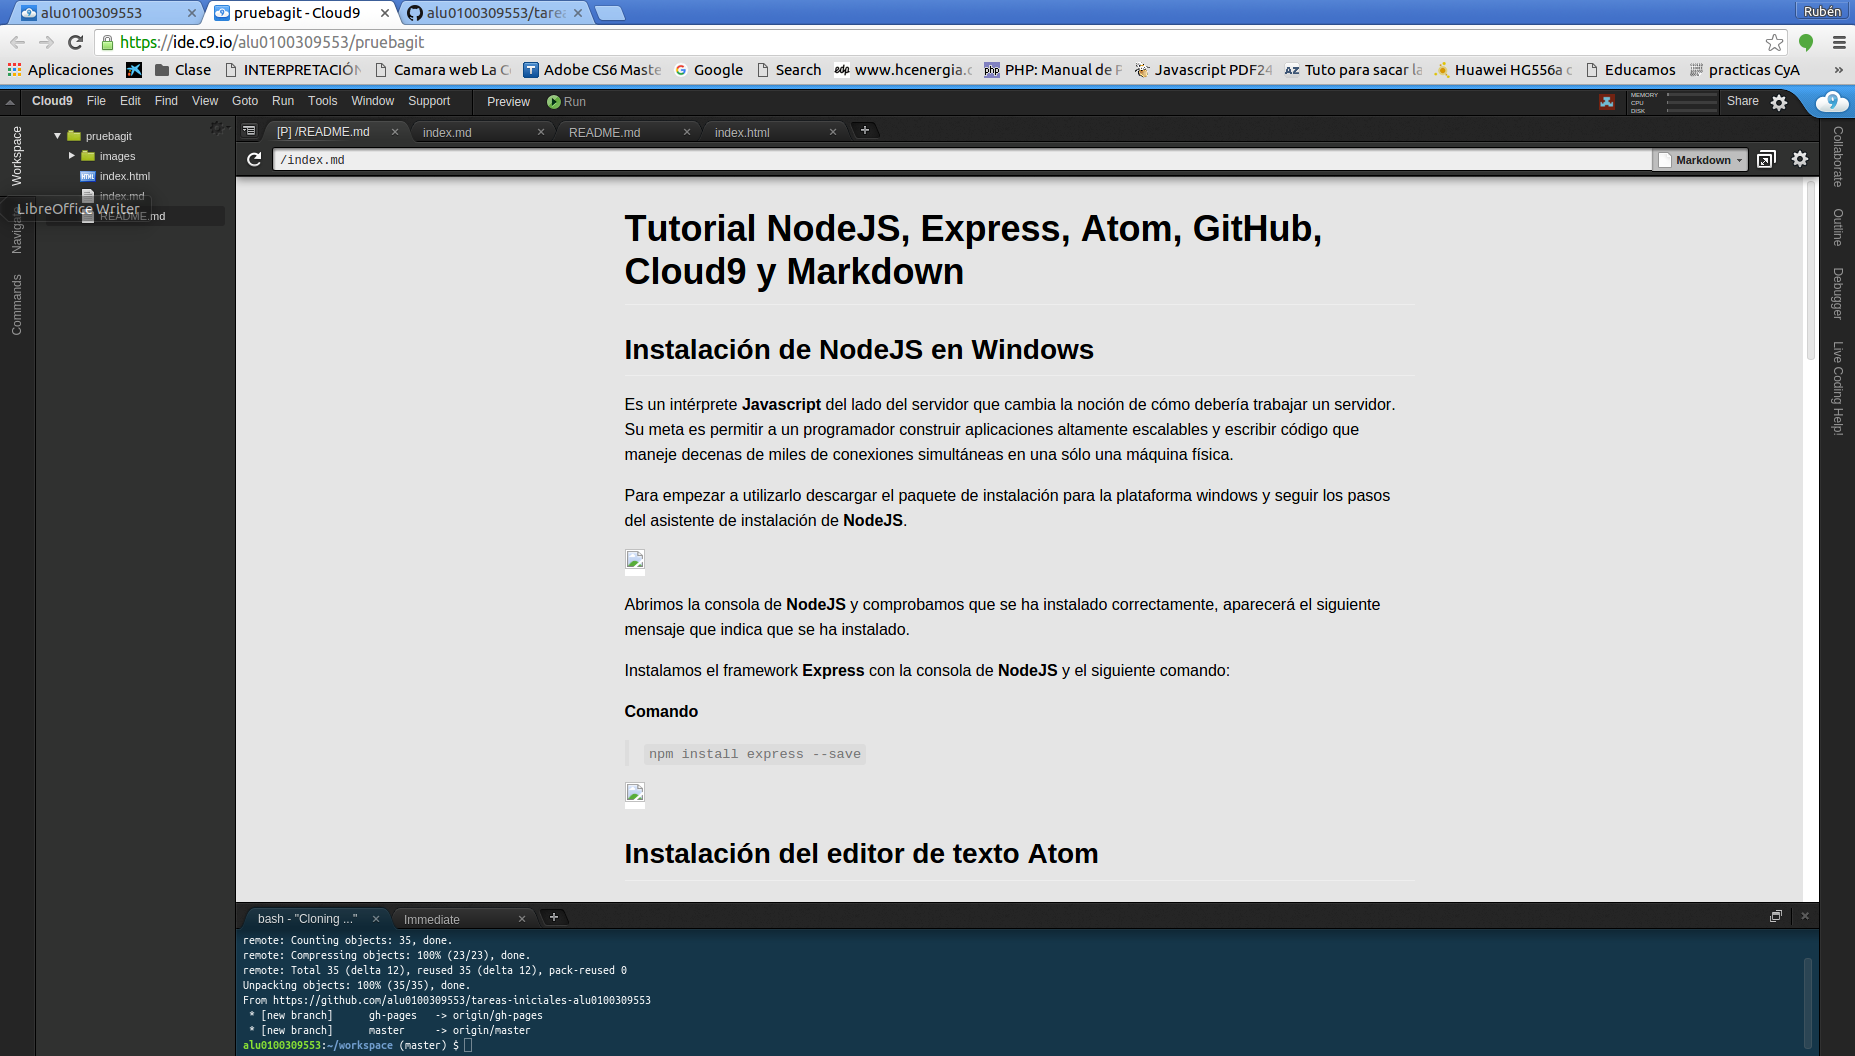 alu0100309553
pruebagit - Cloud9
alu0100309553/tarea
Rubén
https://ide.c9.io/alu0100309553/pruebagit
Aplicaciones
Clase
INTERPRETACIÓN
Camara web La C
Adobe CS6 Maste
Google
Search
www.hcenergia.c
PHP: Manual de P
Javascript PDF24
Tuto para sacar la
Huawei HG556a c
Educamos
practicas CyA
»
Cloud9 File Edit Find View Goto Run Tools Window Support Preview Run
MEMORY
CPU
DISK
Share
Workspace
Navigate
Commands
pruebagit
images
index.html
index.md
README.md
LibreOffice Writer
[P] /README.md
index.md
README.md
index.html
/index.md
Markdown
Collaborate
Outline
Debugger
Live Coding Help!
Tutorial NodeJS, Express, Atom, GitHub,
Cloud9 y Markdown
Instalación de NodeJS en Windows
Es un intérprete Javascript del lado del servidor que cambia la noción de cómo debería trabajar un servidor.
Su meta es permitir a un programador construir aplicaciones altamente escalables y escribir código que
maneje decenas de miles de conexiones simultáneas en una sólo una máquina física.
Para empezar a utilizarlo descargar el paquete de instalación para la plataforma windows y seguir los pasos
del asistente de instalación de NodeJS.
Abrimos la consola de NodeJS y comprobamos que se ha instalado correctamente, aparecerá el siguiente
mensaje que indica que se ha instalado.
Instalamos el framework Express con la consola de NodeJS y el siguiente comando:
Comando
npm install express --save
Instalación del editor de texto Atom
bash - "Cloning ..."
Immediate
remote: Counting objects: 35, done.
remote: Compressing objects: 100% (23/23), done.
remote: Total 35 (delta 12), reused 35 (delta 12), pack-reused 0
Unpacking objects: 100% (35/35), done.
From https://github.com/alu0100309553/tareas-iniciales-alu0100309553
* [new branch] gh-pages -> origin/gh-pages
* [new branch] master -> origin/master
alu0100309553:~/workspace (master) $